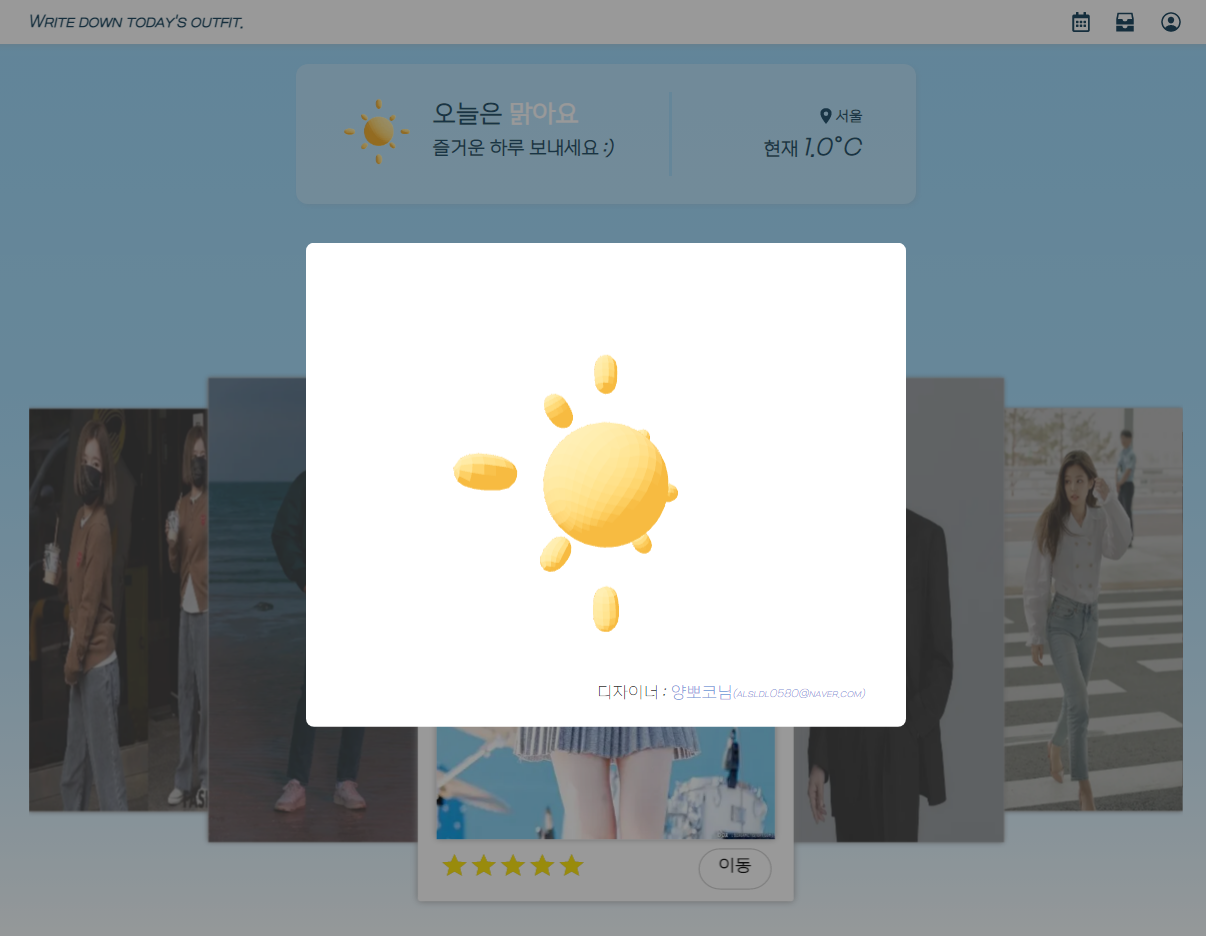 Write down today's outfit.
오늘은 맑아요
즐거운 하루 보내세요 :)
서울
현재 1.0°C
디자이너 : 양뽀코님(alsldl0580@naver.com)
이동